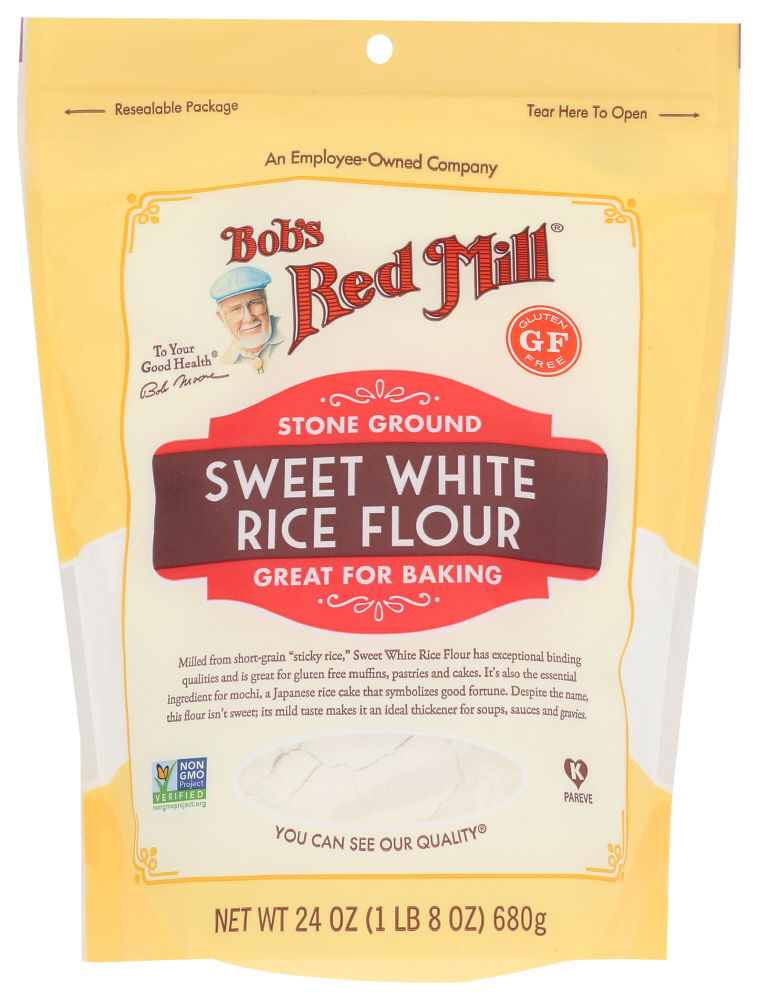 Resealable Package
Tear Here To Open
An Employee-Owned Company
Bob's
Red Mill®
GLUTEN
GF
FREE
To Your
Good Health®
Bob Moore
STONE GROUND
SWEET WHITE
RICE FLOUR
GREAT FOR BAKING
Milled from short-grain “sticky rice,” Sweet White Rice Flour has exceptional binding
qualities and is great for gluten free muffins, pastries and cakes. It's also the essential
ingredient for mochi, a Japanese rice cake that symbolizes good fortune. Despite the name,
this flour isn't sweet; its mild taste makes it an ideal thickener for soups, sauces and gravies.
NON
GMO
Project
VERIFIED
nongmoproject.org
K
PAREVE
YOU CAN SEE OUR QUALITY®
NET WT 24 OZ (1 LB 8 OZ) 680g